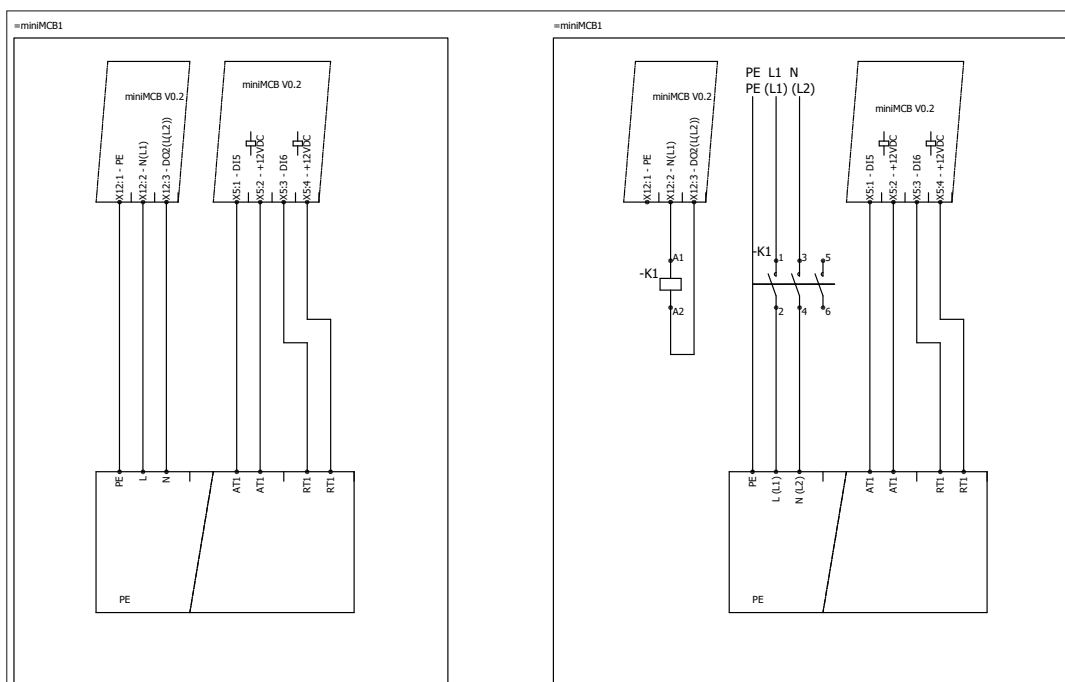 =miniMCB1
miniMCB V0.2
X12:1 - PE
X12:2 - N(L1)
X12:3 - DO2(L(L2))
miniMCB V0.2
X5:1 - DI5
X5:2 - +12VDC
X5:3 - DI6
X5:4 - +12VDC
PE
L
N
AT1
AT1
RT1
RT1
PE
=miniMCB1
miniMCB V0.2
X12:1 - PE
X12:2 - N(L1)
X12:3 - DO2(L(L2))
PE L1 N
PE (L1) (L2)
miniMCB V0.2
X5:1 - DI5
X5:2 - +12VDC
X5:3 - DI6
X5:4 - +12VDC
A1
-K1
A2
-K1
1
3
5
2
4
6
PE
L (L1)
N (L2)
AT1
AT1
RT1
RT1
PE